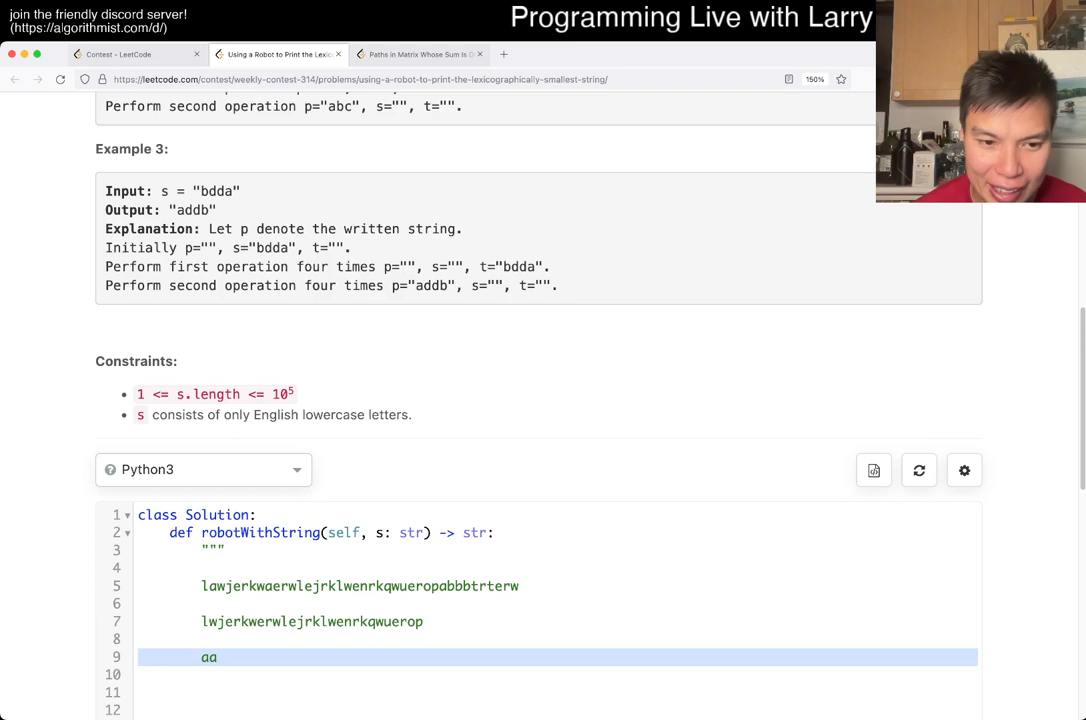 join the friendly discord server!
(https://algorithmist.com/d/)
Programming Live with Larry
Contest - LeetCode
Using a Robot to Print the Lexic
Paths in Matrix Whose Sum Is D
https://leetcode.com/contest/weekly-contest-314/problems/using-a-robot-to-print-the-lexicographically-smallest-string/
150%
Perform second operation p="abc", s="", t="".
Example 3:
Input: s = "bdda"
Output: "addb"
Explanation: Let p denote the written string.
Initially p="", s="bdda", t="".
Perform first operation four times p="", s="", t="bdda".
Perform second operation four times p="addb", s="", t="".
Constraints:
1 <= s.length <= 10⁵
s consists of only English lowercase letters.
Python3
1 class Solution:
2 def robotWithString(self, s: str) -> str:
3 """
4
5 lawjerkwaerwlejrklwenrkqwueropabbbtrterw
6
7 lwjerkwerwlejrklwenrkqwuerop
8
9 aa
10
11
12